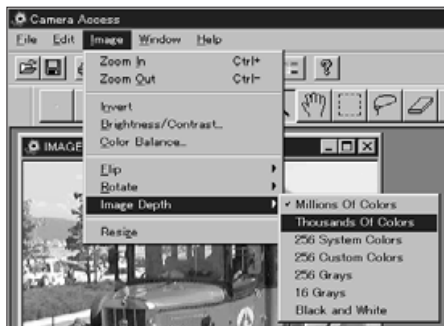 Camera Access
File Edit Image Window Help
Zoom In Ctrl+
Zoom Out Ctrl-
Invert
Brightness/Contrast...
Color Balance...
IMAGE
Flip
Rotate
Image Depth
✓ Millions Of Colors
Thousands Of Colors
Resize
256 System Colors
256 Custom Colors
256 Grays
16 Grays
Black and White